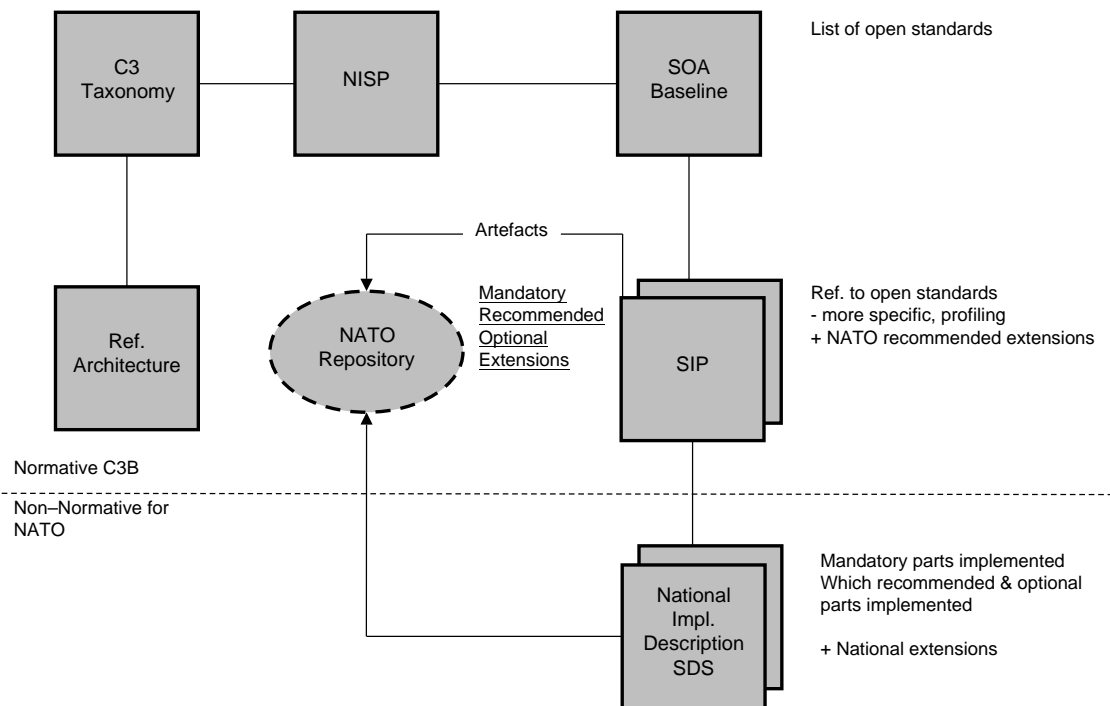 List of open standards
C3
Taxonomy
NISP
SOA
Baseline
Artefacts
Ref.
Architecture
NATO
Repository
Mandatory
Recommended
Optional
Extensions
SIP
Ref. to open standards
- more specific, profiling
+ NATO recommended extensions
Normative C3B
Non–Normative for
NATO
National
Impl.
Description
SDS
Mandatory parts implemented
Which recommended & optional
parts implemented
+ National extensions